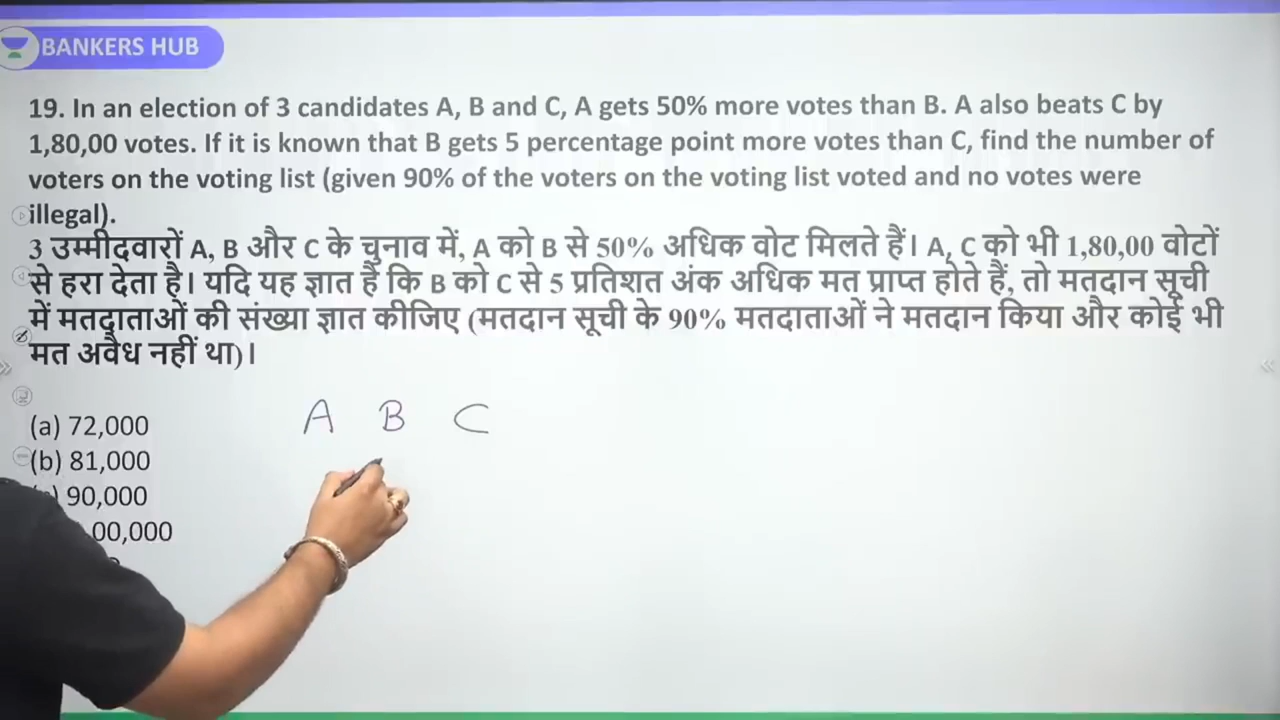 BANKERS HUB
19. In an election of 3 candidates A, B and C, A gets 50% more votes than B. A also beats C by
1,80,00 votes. If it is known that B gets 5 percentage point more votes than C, find the number of
voters on the voting list (given 90% of the voters on the voting list voted and no votes were
illegal).
3 उम्मीदवारों A, B और C के चुनाव में, A को B से 50% अधिक वोट मिलते हैं। A, C को भी 1,80,00 वोटों
से हरा देता है। यदि यह ज्ञात है कि B को C से 5 प्रतिशत अंक अधिक मत प्राप्त होते हैं, तो मतदान सूची
में मतदाताओं की संख्या ज्ञात कीजिए (मतदान सूची के 90% मतदाताओं ने मतदान किया और कोई भी
मत अवैध नहीं था)।
A B C
(a) 72,000
(b) 81,000
) 90,000
00,000